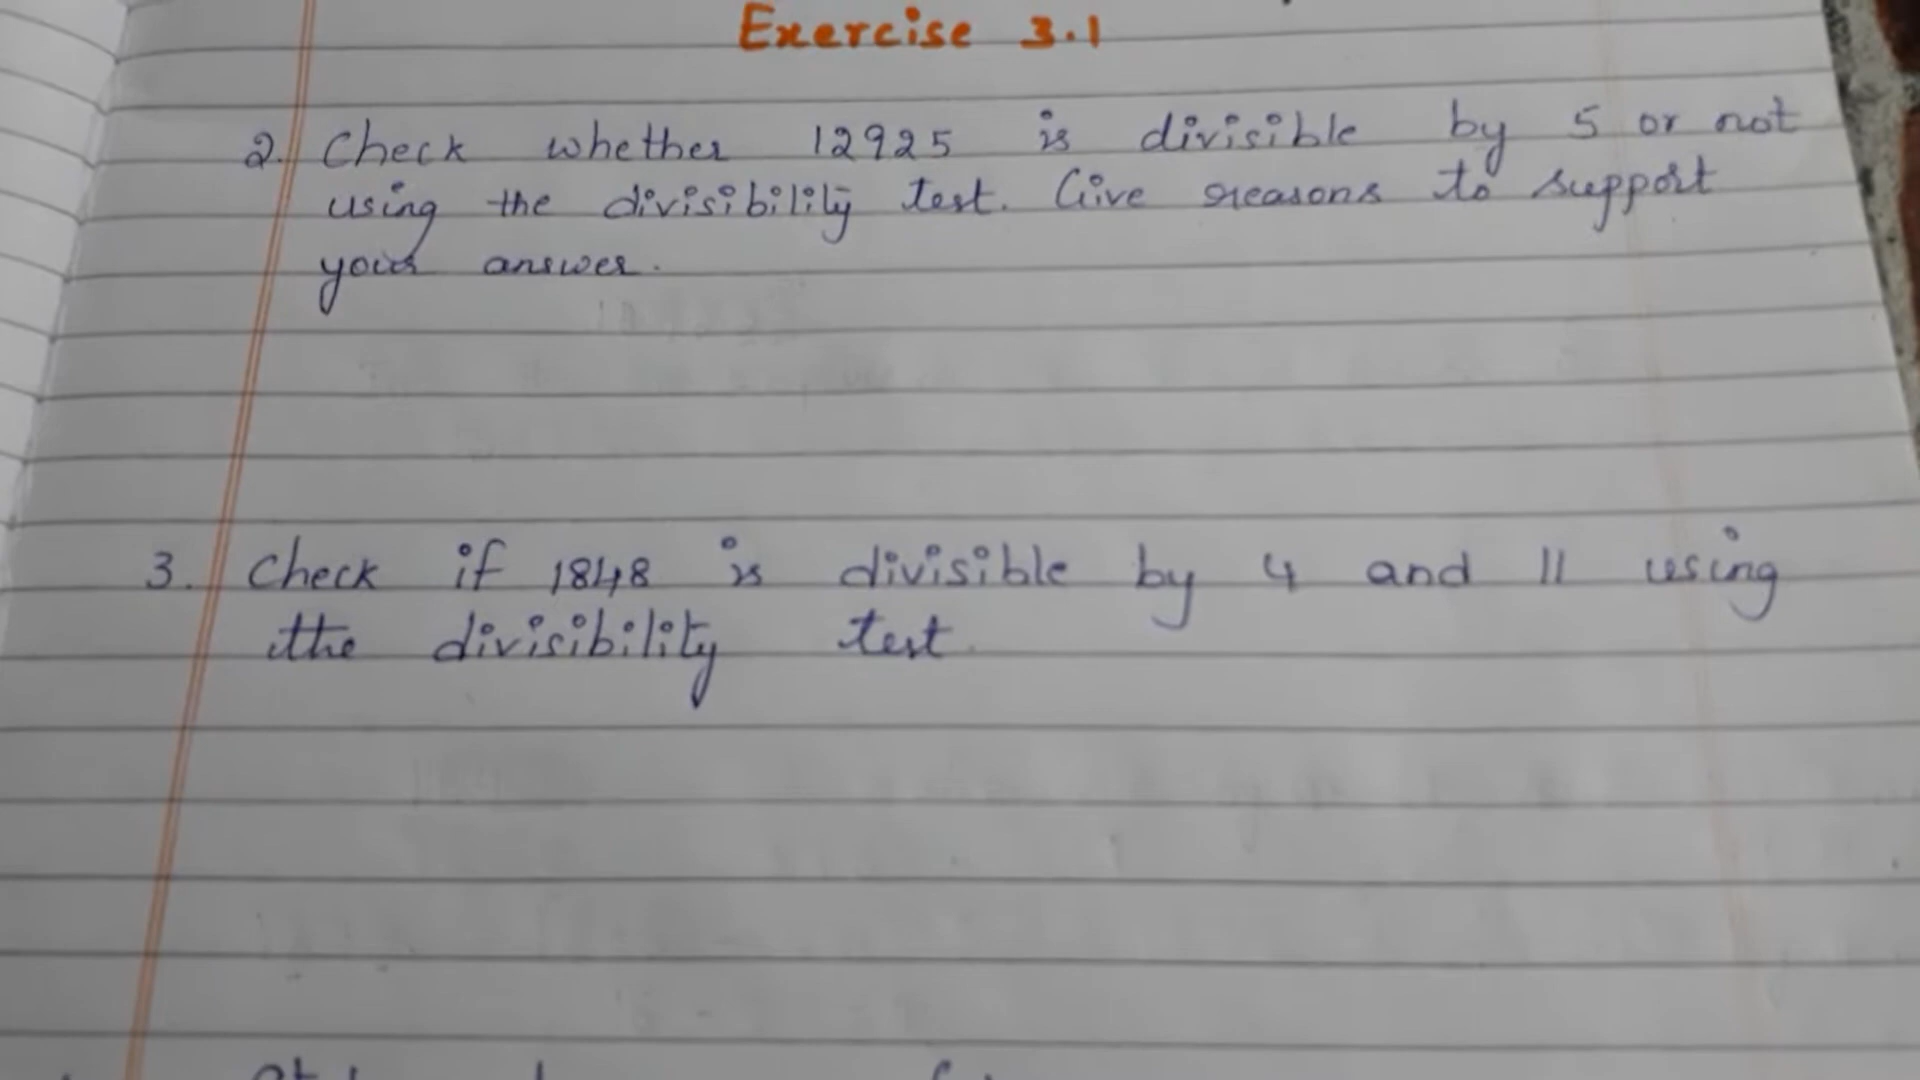 Exercise 3.1
2. Check whether 12925 is divisible by 5 or not
using the divisibility test. Give reasons to support
your answer.
3. Check if 1848 is divisible by 4 and 11 using
the divisibility test.